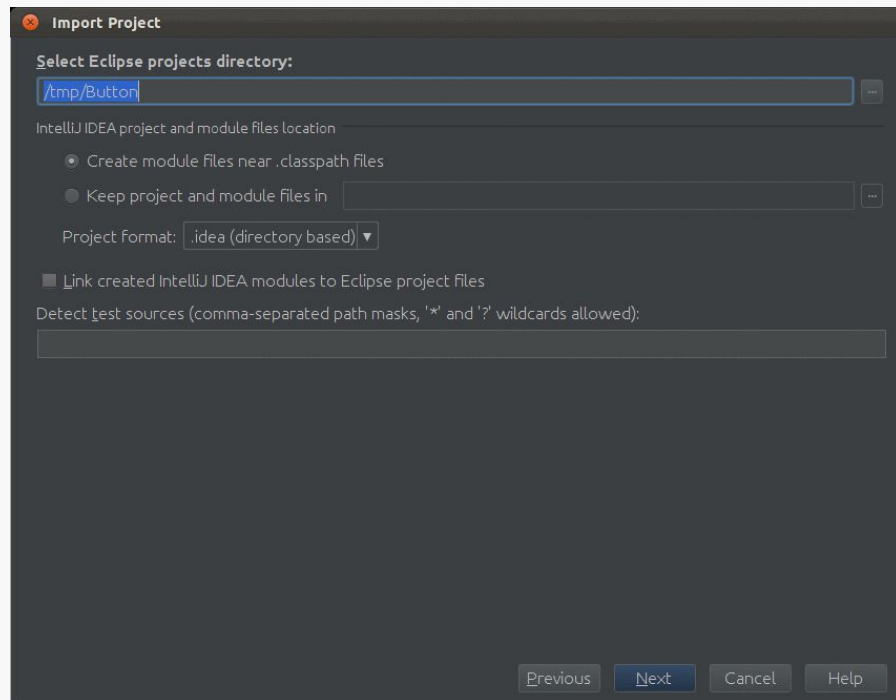 Import Project
Select Eclipse projects directory:
/tmp/Button
...
IntelliJ IDEA project and module files location
Create module files near .classpath files
Keep project and module files in
...
Project format: .idea (directory based)
Link created IntelliJ IDEA modules to Eclipse project files
Detect test sources (comma-separated path masks, '*' and '?' wildcards allowed):
Previous Next Cancel Help